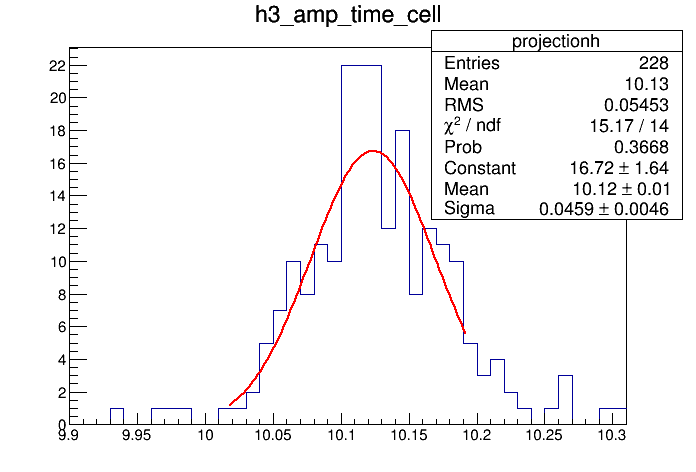 h3_amp_time_cell
projectionh
Entries 228
Mean 10.13
RMS 0.05453
χ² / ndf 15.17 / 14
Prob 0.3668
Constant 16.72 ± 1.64
Mean 10.12 ± 0.01
Sigma 0.0459 ± 0.0046
22
20
18
16
14
12
10
8
6
4
2
0
9.9 9.95 10 10.05 10.1 10.15 10.2 10.25 10.3